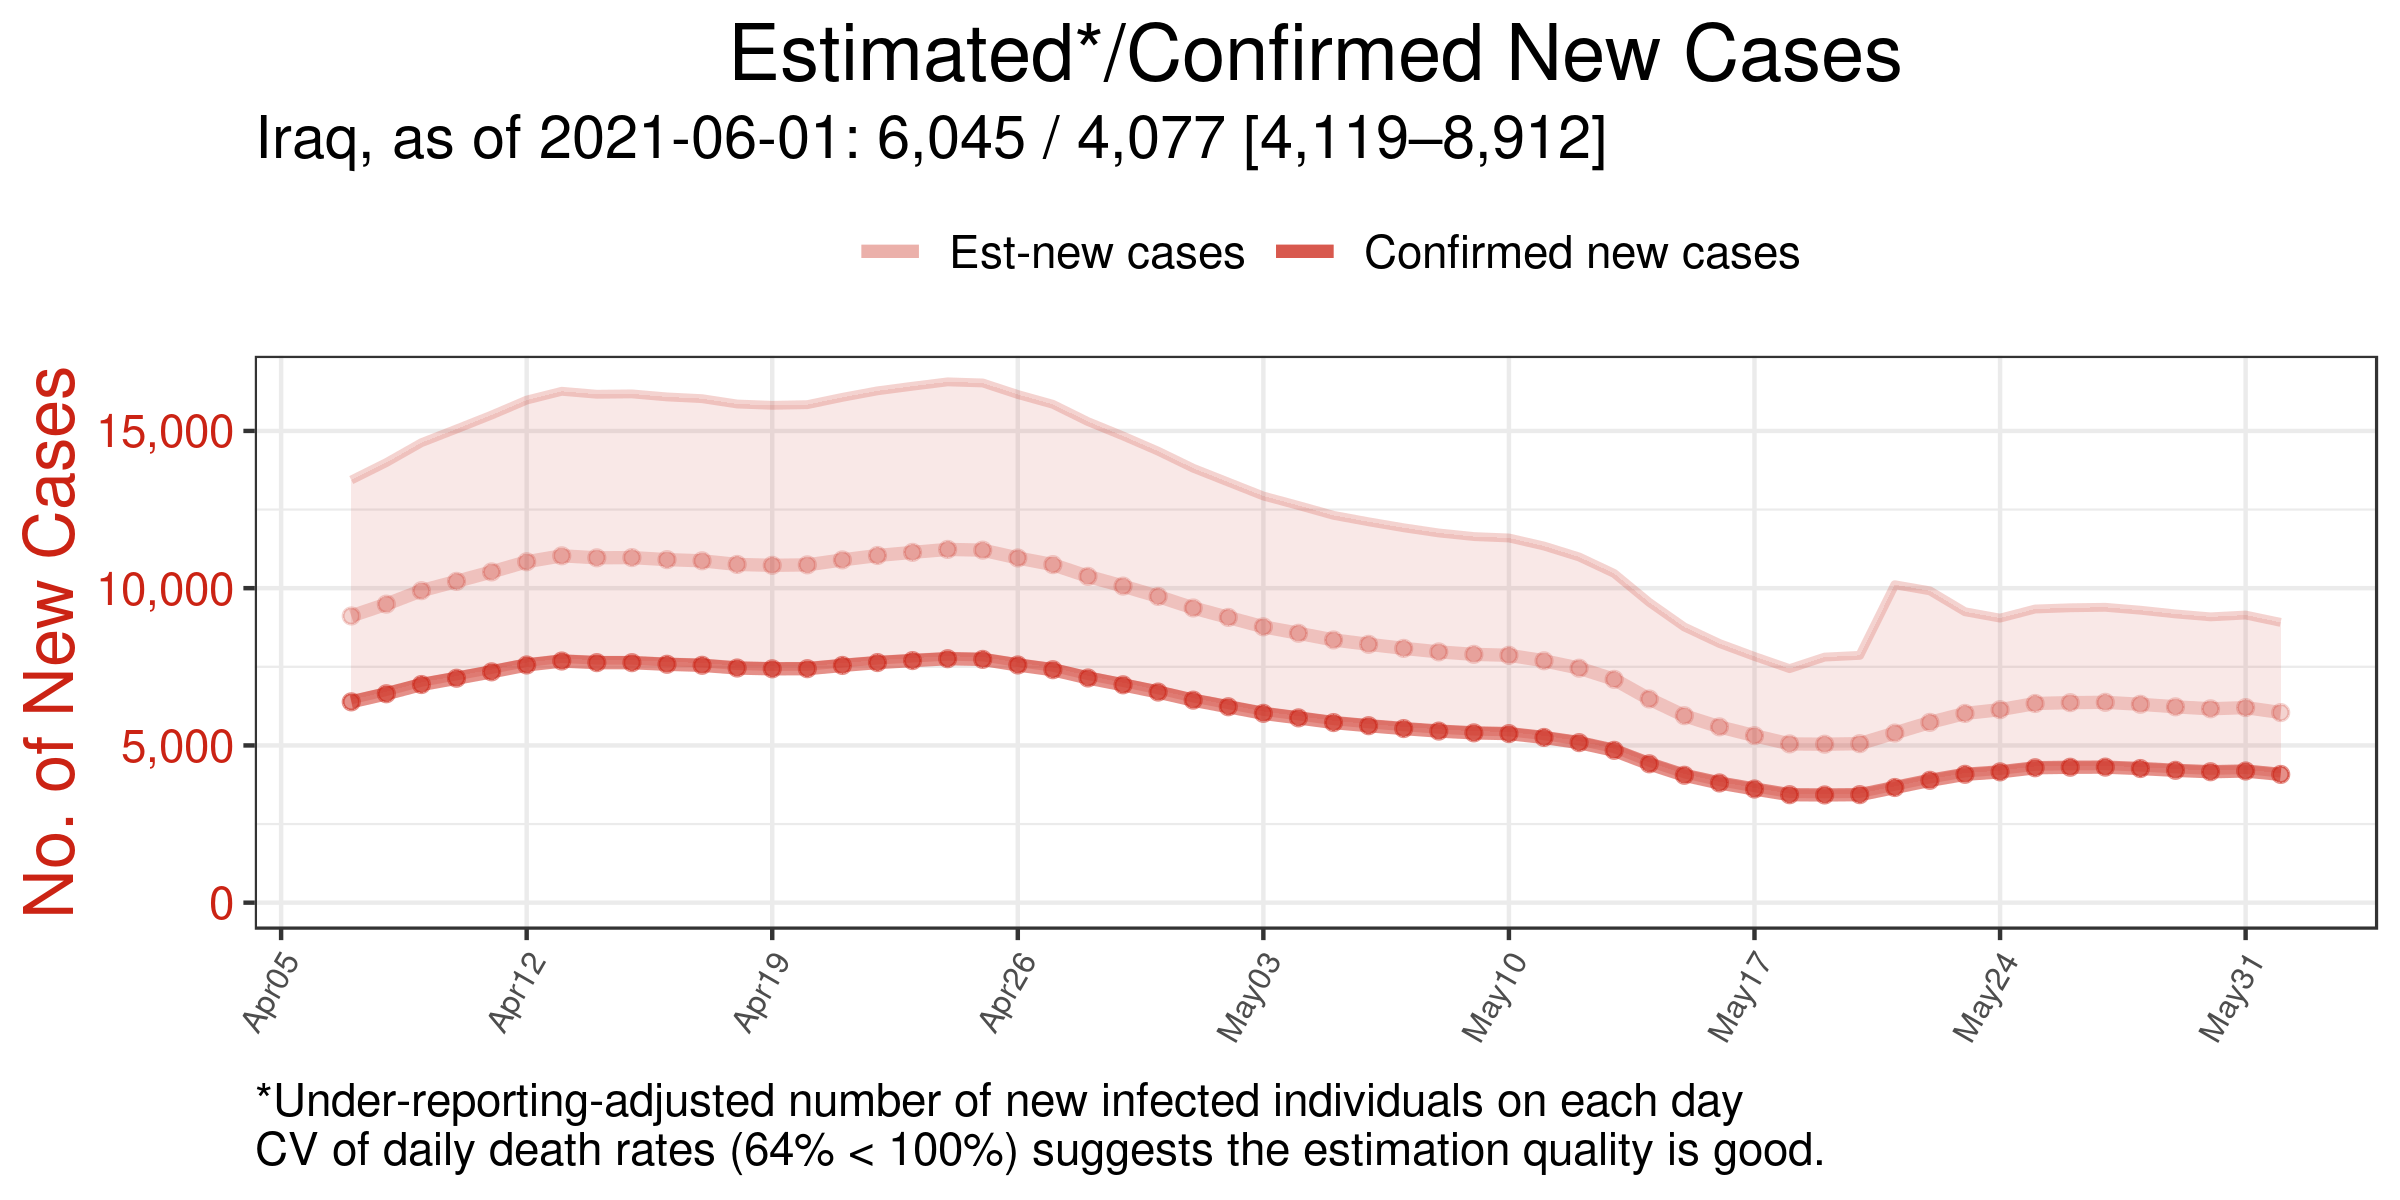 Estimated*/Confirmed New Cases
Iraq, as of 2021-06-01: 6,045 / 4,077 [4,119–8,912]
Est-new cases Confirmed new cases
No. of New Cases
15,000
10,000
5,000
0
Apr05 Apr12 Apr19 Apr26 May03 May10 May17 May24 May31
*Under-reporting-adjusted number of new infected individuals on each day
CV of daily death rates (64% < 100%) suggests the estimation quality is good.